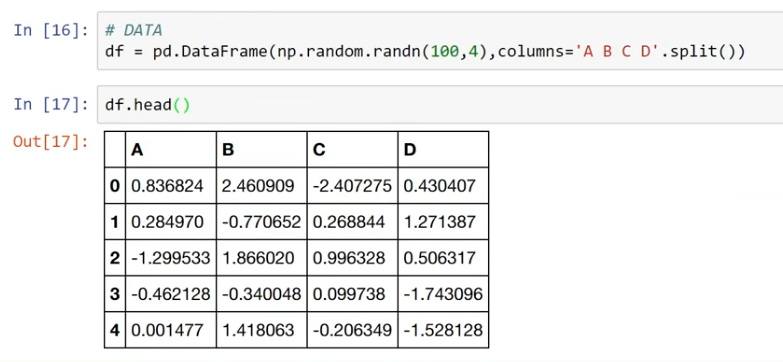 In [16]: # DATA
df = pd.DataFrame(np.random.randn(100,4),columns='A B C D'.split())
In [17]: df.head()
Out[17]:
A B C D
0 0.836824 2.460909 -2.407275 0.430407
1 0.284970 -0.770652 0.268844 1.271387
2 -1.299533 1.866020 0.996328 0.506317
3 -0.462128 -0.340048 0.099738 -1.743096
4 0.001477 1.418063 -0.206349 -1.528128